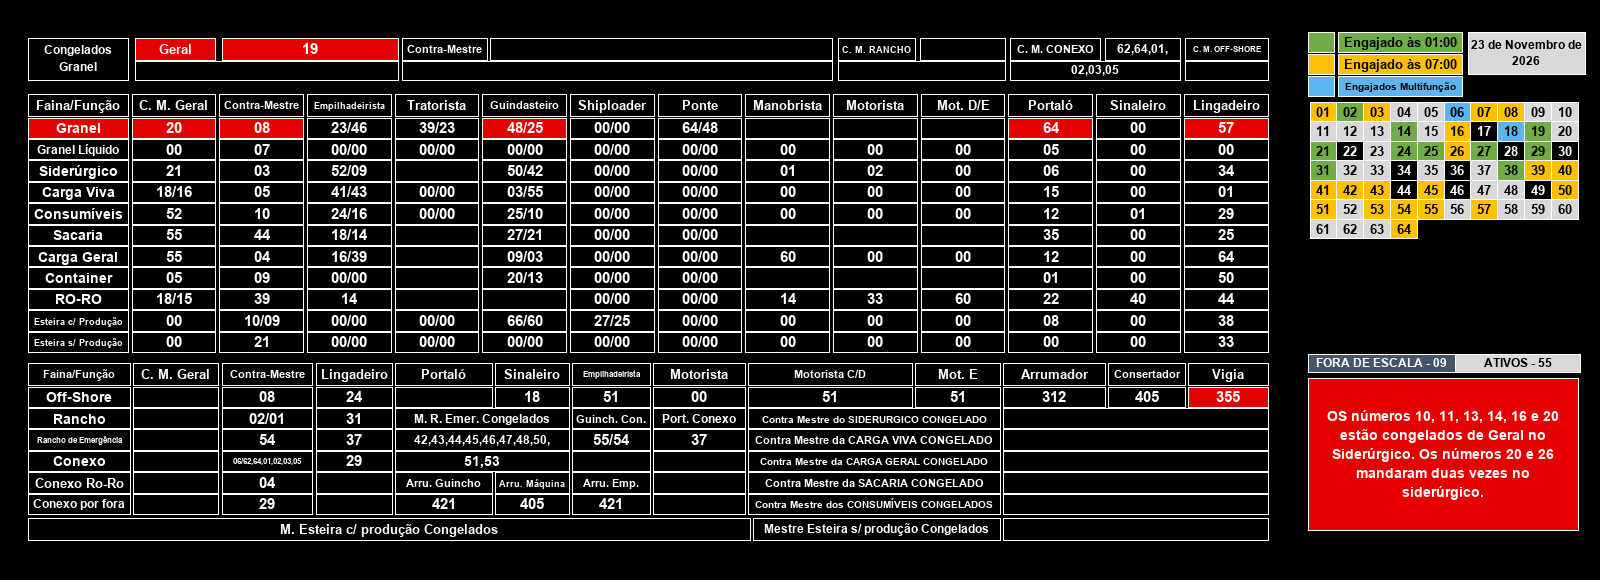 Congelados Granel
Geral 19 Contra-Mestre C. M. RANCHO C. M. CONEXO 62,64,01, C. M. OFF-SHORE
02,03,05
Faina/Função C. M. Geral Contra-Mestre Empilhadeirista Tratorista Guindasteiro Shiploader Ponte Manobrista Motorista Mot. D/E Portaló Sinaleiro Lingadeiro
Granel 20 08 23/46 39/23 48/25 00/00 64/48 64 00 57
Granel Líquido 00 07 00/00 00/00 00/00 00/00 00/00 00 00 00 05 00 00
Siderúrgico 21 03 52/09 50/42 00/00 00/00 01 02 00 06 00 34
Carga Viva 18/16 05 41/43 00/00 03/55 00/00 00/00 00 00 00 15 00 01
Consumíveis 52 10 24/16 00/00 25/10 00/00 00/00 00 00 00 12 01 29
Sacaria 55 44 18/14 27/21 00/00 00/00 35 00 25
Carga Geral 55 04 16/39 09/03 00/00 00/00 60 00 00 12 00 64
Container 05 09 00/00 20/13 00/00 00/00 01 00 50
RO-RO 18/15 39 14 00/00 00/00 14 33 60 22 40 44
Esteira c/ Produção 00 10/09 00/00 00/00 66/60 27/25 00/00 00 00 00 08 00 38
Esteira s/ Produção 00 21 00/00 00/00 00/00 00/00 00/00 00 00 00 00 00 33
Faina/Função C. M. Geral Contra-Mestre Lingadeiro Portaló Sinaleiro Empilhadeirista Motorista Motorista C/D Mot. E Arrumador Consertador Vigia
Off-Shore 08 24 18 51 00 51 51 312 405 355
Rancho 02/01 31 M. R. Emer. Congelados Guinch. Con. Port. Conexo Contra Mestre do SIDERURGICO CONGELADO
Rancho de Emergência 54 37 42,43,44,45,46,47,48,50, 55/54 37 Contra Mestre da CARGA VIVA CONGELADO
Conexo 06/62,64,01,02,03,05 29 51,53 Contra Mestre da CARGA GERAL CONGELADO
Conexo Ro-Ro 04 Arru. Guincho Arru. Máquina Arru. Emp. Contra Mestre da SACARIA CONGELADO
Conexo por fora 29 421 405 421 Contra Mestre dos CONSUMÍVEIS CONGELADOS
M. Esteira c/ produção Congelados Mestre Esteira s/ produção Congelados
Engajado às 01:00
Engajado às 07:00
Engajados Multifunção
23 de Novembro de
2026
01 02 03 04 05 06 07 08 09 10
11 12 13 14 15 16 17 18 19 20
21 22 23 24 25 26 27 28 29 30
31 32 33 34 35 36 37 38 39 40
41 42 43 44 45 46 47 48 49 50
51 52 53 54 55 56 57 58 59 60
61 62 63 64
FORA DE ESCALA - 09 ATIVOS - 55
OS números 10, 11, 13, 14, 16 e 20
estão congelados de Geral no
Siderúrgico. Os números 20 e 26
mandaram duas vezes no
siderúrgico.